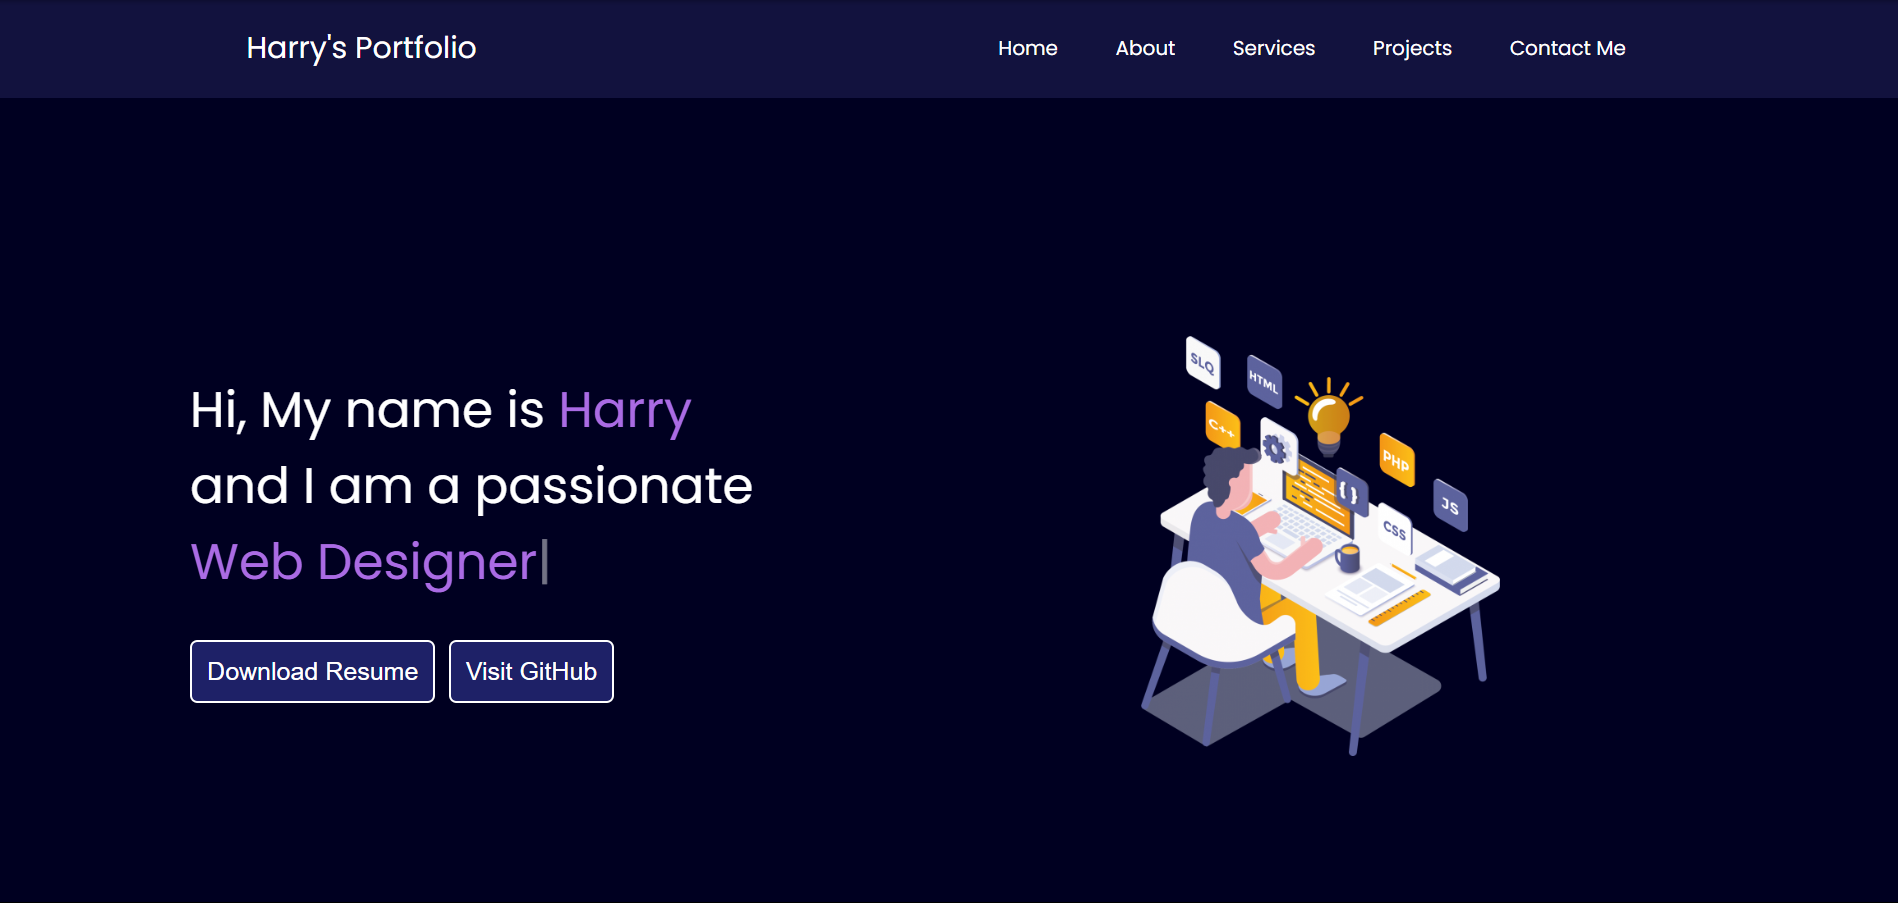 Harry's Portfolio
Home About Services Projects Contact Me
Hi, My name is Harry
and I am a passionate
Web Designer|
Download Resume Visit GitHub
SLQ
HTML
C++
PHP
{}
JS
CSS